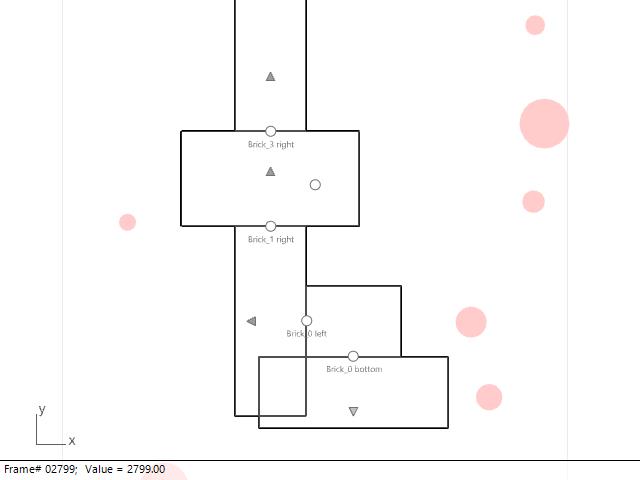 Brick_3 right
Brick_1 right
Brick_0 left
Brick_0 bottom
y
x
Frame# 02799; Value = 2799.00